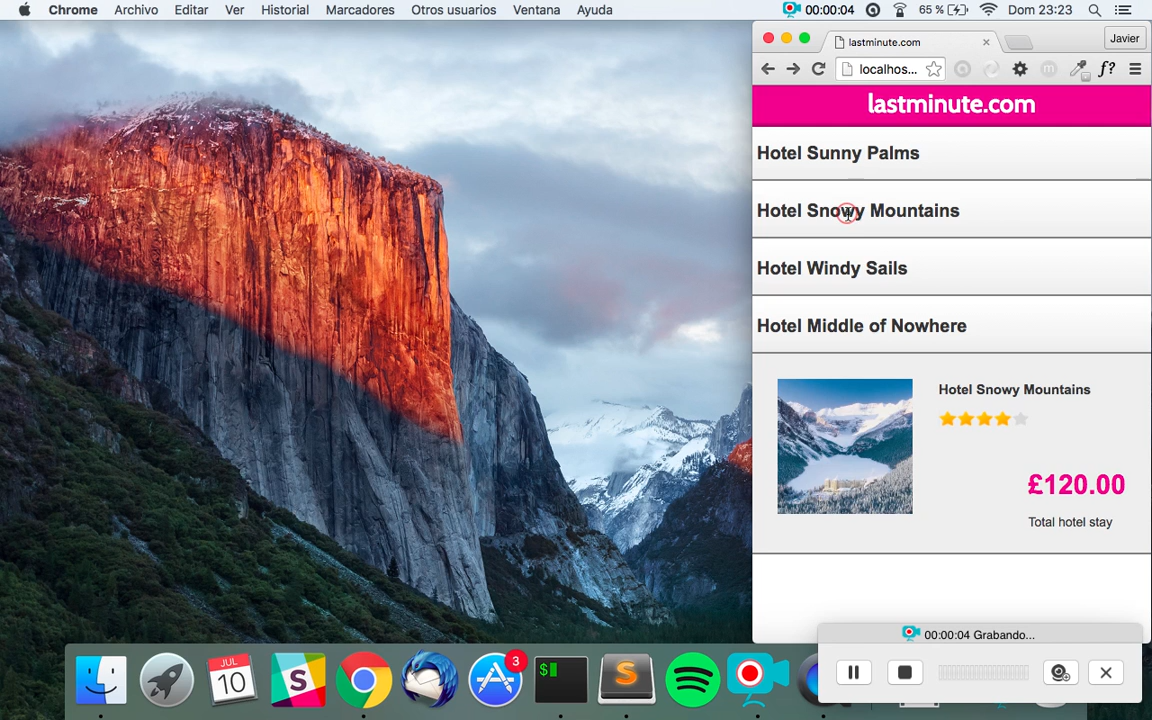 Chrome Archivo Editar Ver Historial Marcadores Otros usuarios Ventana Ayuda 00:00:04 65 % Dom 23:23
lastminute.com Javier
localhos... f?
lastminute.com
Hotel Sunny Palms
Hotel Snowy Mountains
Hotel Windy Sails
Hotel Middle of Nowhere
Hotel Snowy Mountains
£120.00
Total hotel stay
00:00:04 Grabando...
JUL
10
S
3
$
S